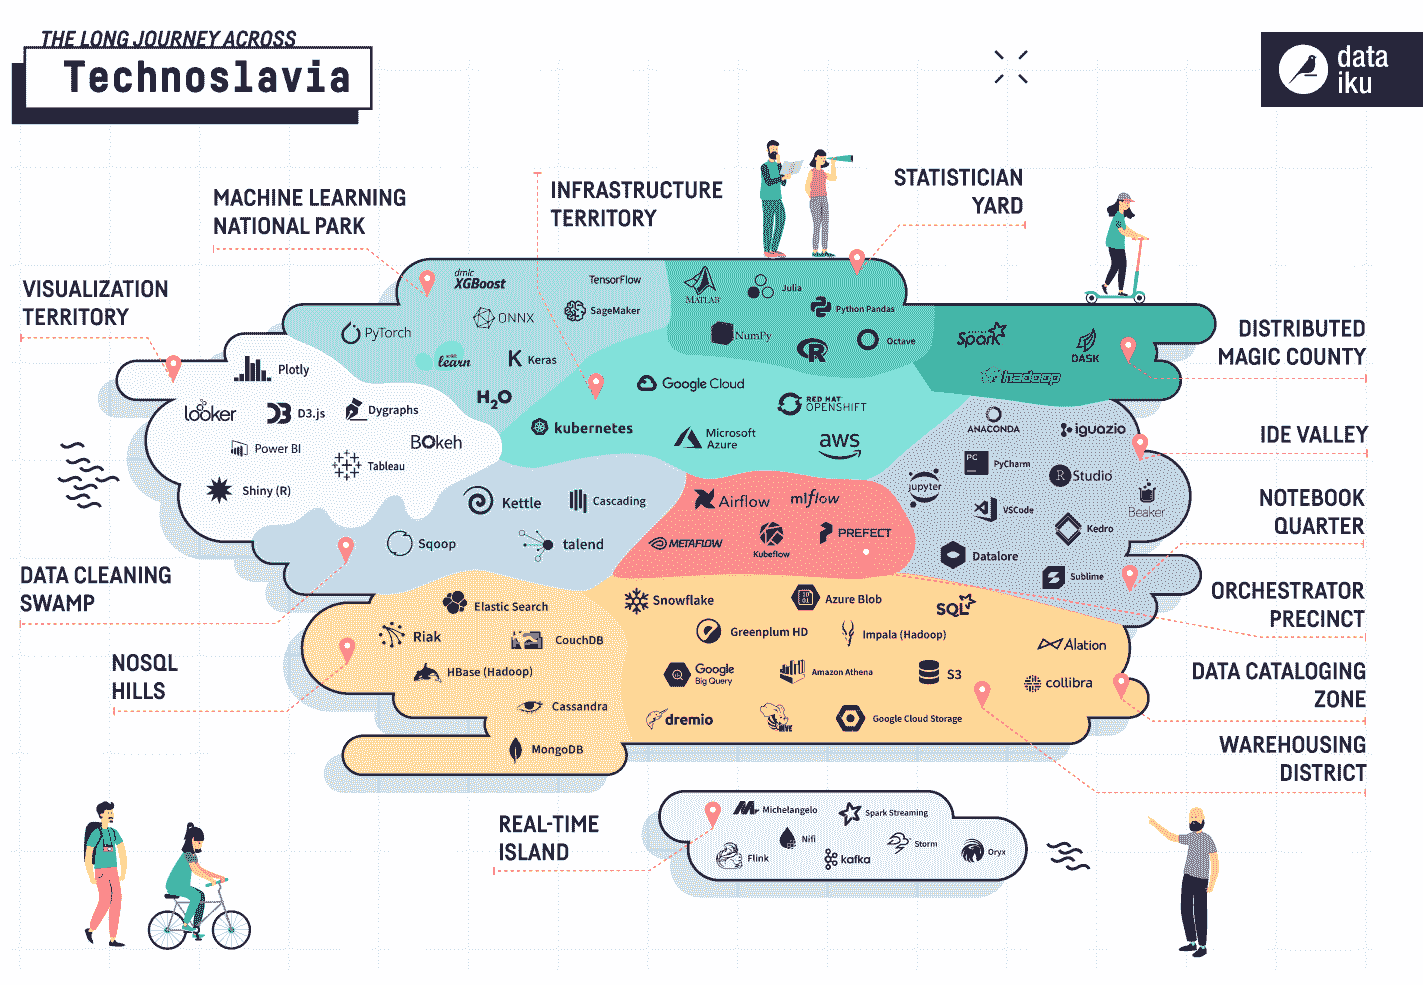 THE LONG JOURNEY ACROSS
Technoslavia
data
iku
MACHINE LEARNING
NATIONAL PARK
INFRASTRUCTURE
TERRITORY
STATISTICIAN
YARD
VISUALIZATION
TERRITORY
DISTRIBUTED
MAGIC COUNTY
IDE VALLEY
NOTEBOOK
QUARTER
ORCHESTRATOR
PRECINCT
DATA CATALOGING
ZONE
WAREHOUSING
DISTRICT
DATA CLEANING
SWAMP
NOSQL
HILLS
REAL-TIME
ISLAND
dmlc
XGBoost
TensorFlow
ONNX
SageMaker
PyTorch
learn
K Keras
H2O
MATLAB
Julia
Python Pandas
NumPy
R
Octave
Spark
DASK
hadoop
Plotly
looker
D3 D3.js
Dygraphs
Power BI
BOkeh
Tableau
Shiny (R)
Google Cloud
RED HAT
OPENSHIFT
kubernetes
Microsoft
Azure
aws
ANACONDA
iguazio
PC
PyCharm
R Studio
jupyter
VSCode
Beaker
Kedro
Datalore
S
Sublime
Kettle
Cascading
Sqoop
talend
Airflow
mlflow
METAFLOW
Kubeflow
PREFECT
Elastic Search
Riak
CouchDB
HBase (Hadoop)
Cassandra
MongoDB
Snowflake
Azure Blob
SQL
Greenplum HD
Impala (Hadoop)
Alation
Google
Big Query
Amazon Athena
S3
collibra
dremio
HIVE
Google Cloud Storage
Michelangelo
Spark Streaming
Nifi
Storm
Flink
kafka
Oryx